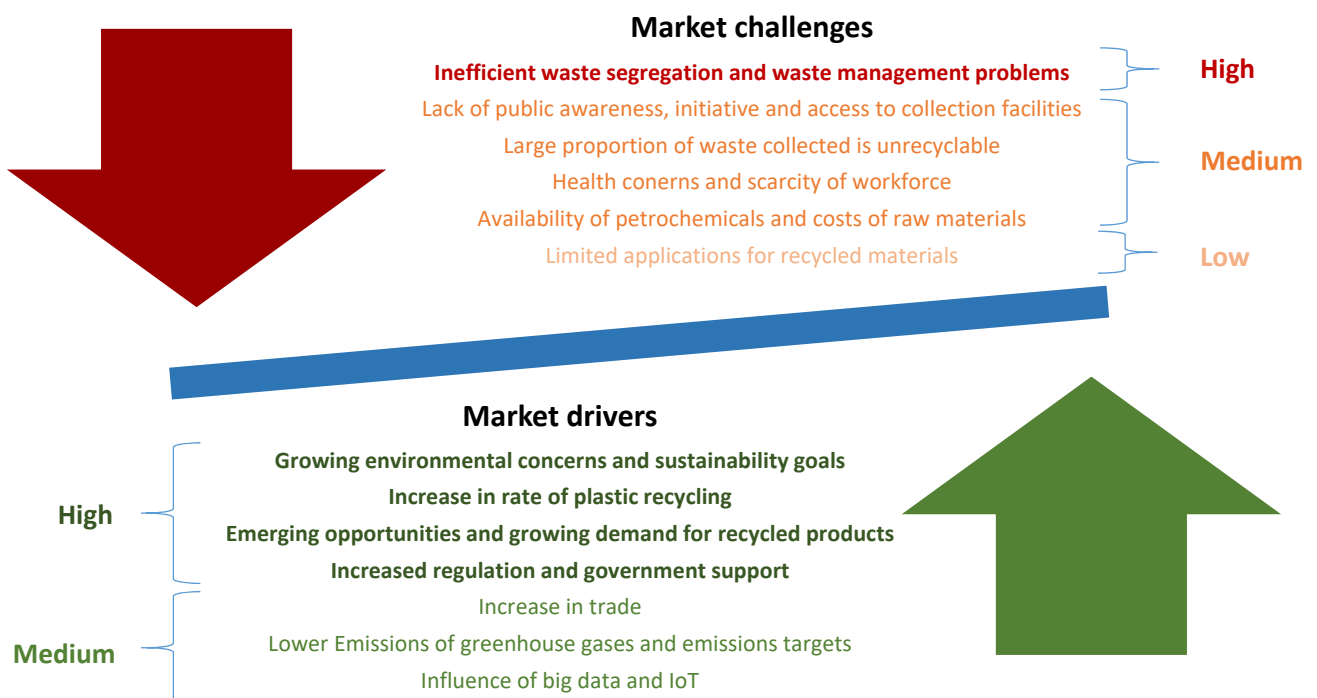 Market challenges
Inefficient waste segregation and waste management problems
High
Lack of public awareness, initiative and access to collection facilities
Large proportion of waste collected is unrecyclable
Medium
Health conerns and scarcity of workforce
Availability of petrochemicals and costs of raw materials
Limited applications for recycled materials
Low
Market drivers
Growing environmental concerns and sustainability goals
Increase in rate of plastic recycling
High
Emerging opportunities and growing demand for recycled products
Increased regulation and government support
Increase in trade
Lower Emissions of greenhouse gases and emissions targets
Medium
Influence of big data and IoT